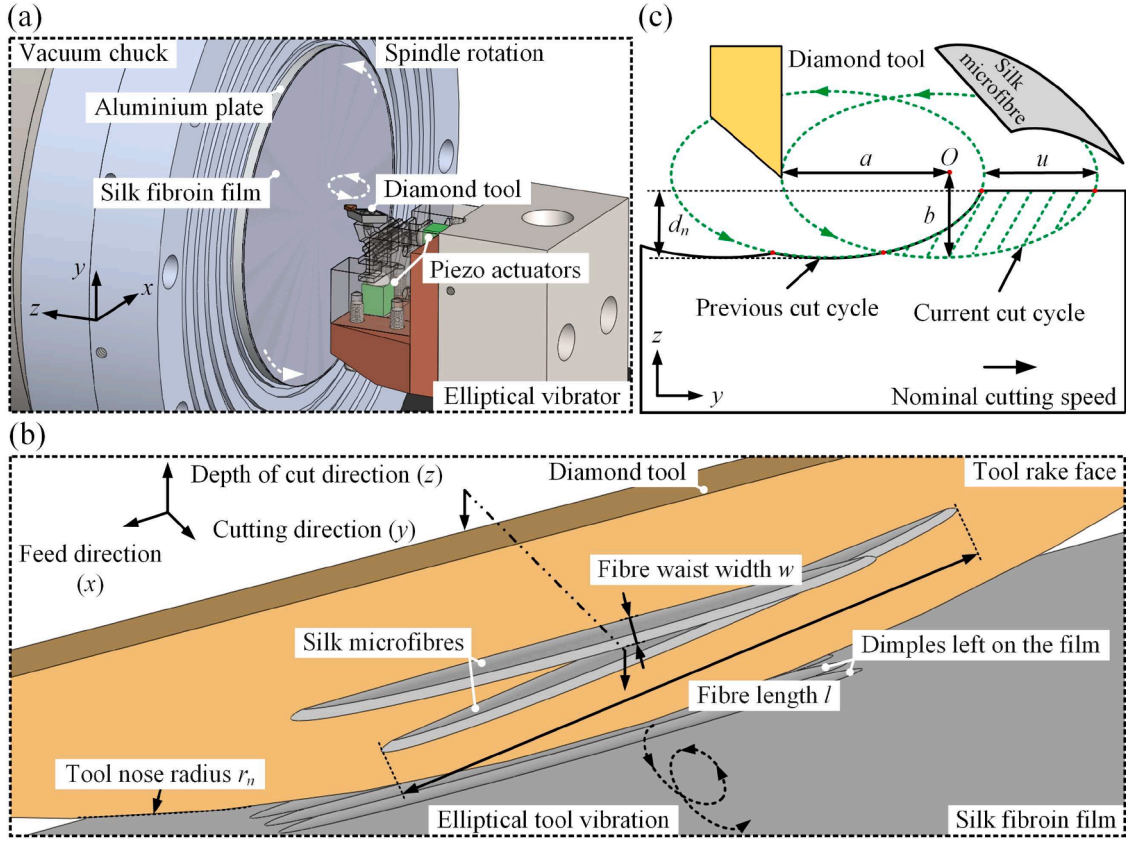 (a)
Vacuum chuck
Spindle rotation
Aluminium plate
Silk fibroin film
Diamond tool
Piezo actuators
y
x
z
Elliptical vibrator
(c)
Diamond tool
Silk
microfibre
a
O
u
d_n
b
Previous cut cycle
Current cut cycle
z
y
Nominal cutting speed
(b)
Depth of cut direction (z)
Diamond tool
Tool rake face
Cutting direction (y)
Feed direction
(x)
Fibre waist width w
Silk microfibres
Dimples left on the film
Fibre length l
Tool nose radius r_n
Elliptical tool vibration
Silk fibroin film